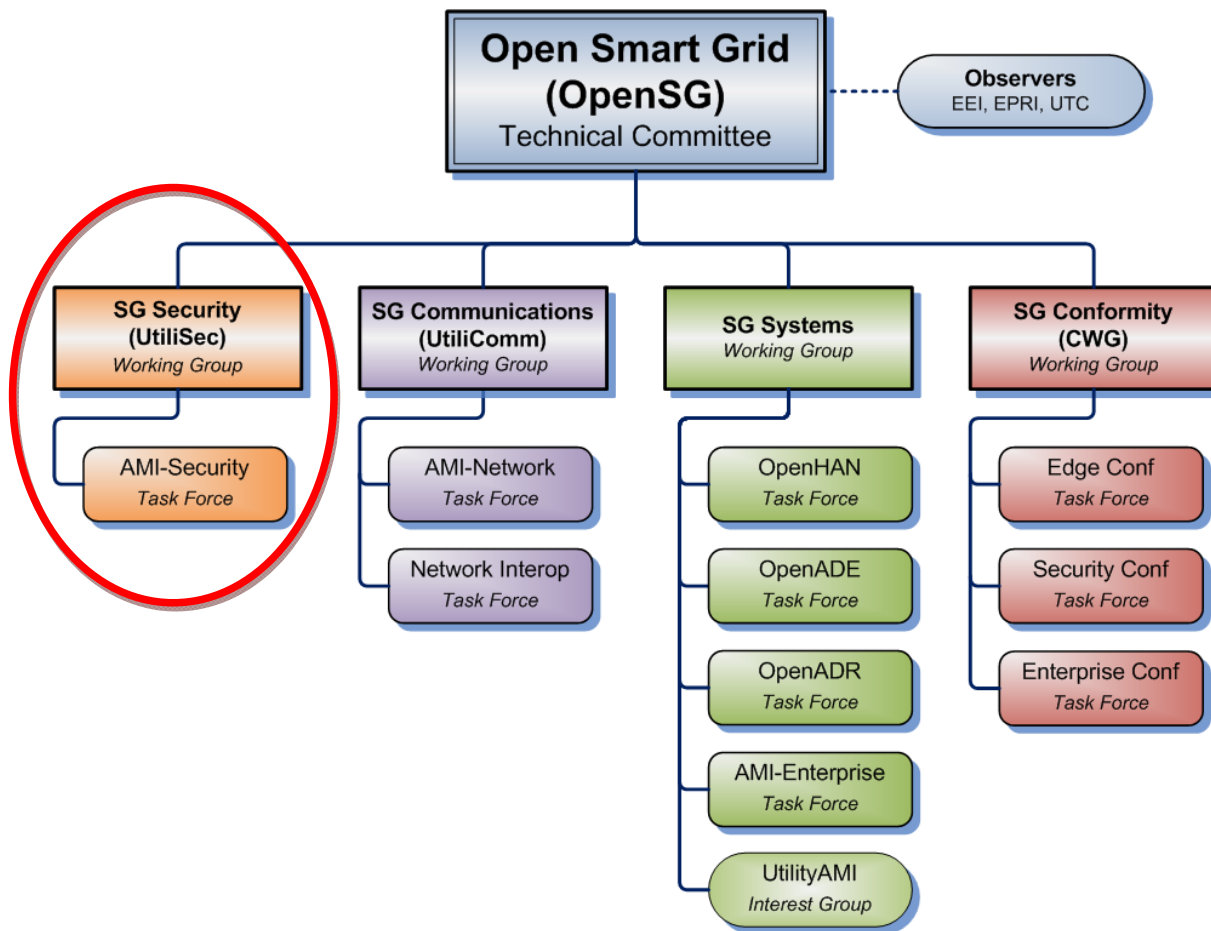 Open Smart Grid
(OpenSG)
Technical Committee
Observers
EEI, EPRI, UTC
SG Security
(UtiliSec)
Working Group
AMI-Security
Task Force
SG Communications
(UtiliComm)
Working Group
AMI-Network
Task Force
Network Interop
Task Force
SG Systems
Working Group
OpenHAN
Task Force
OpenADE
Task Force
OpenADR
Task Force
AMI-Enterprise
Task Force
UtilityAMI
Interest Group
SG Conformity
(CWG)
Working Group
Edge Conf
Task Force
Security Conf
Task Force
Enterprise Conf
Task Force